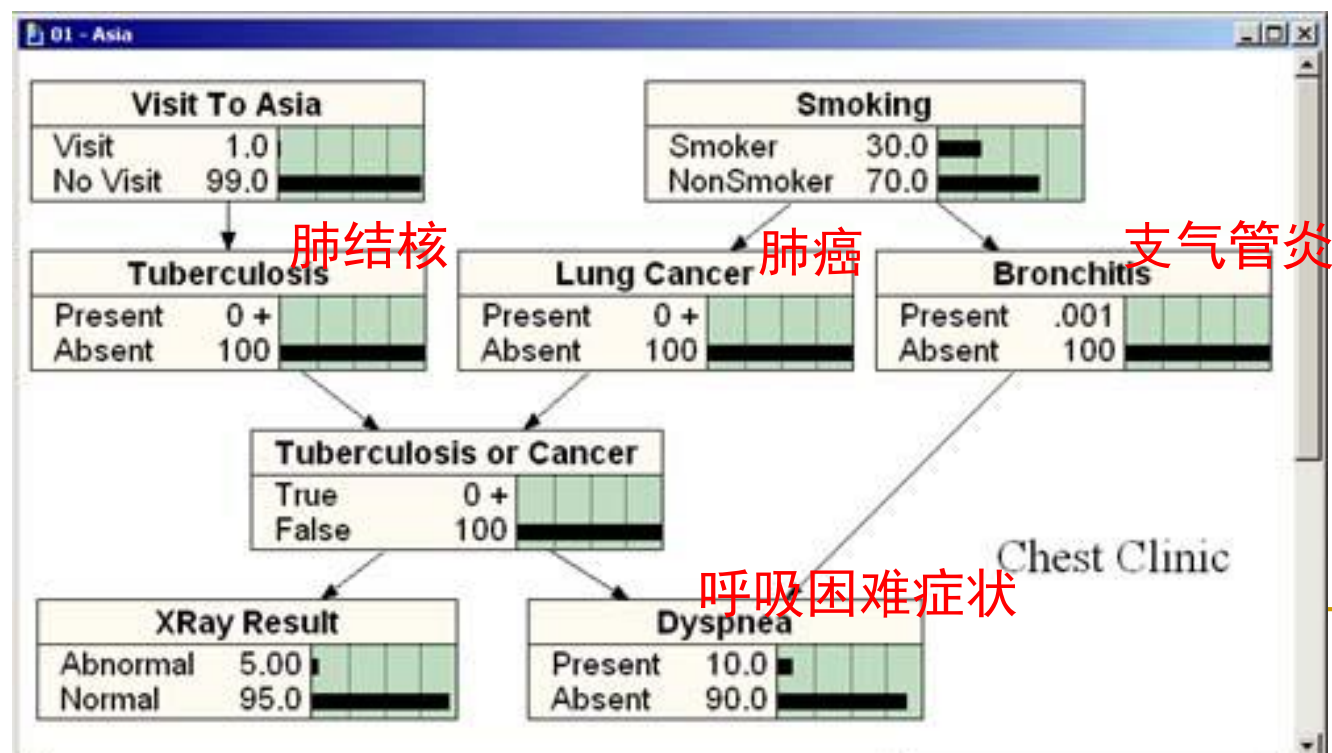 01 - Asia
Visit To Asia
Visit 1.0
No Visit 99.0
Smoking
Smoker 30.0
NonSmoker 70.0
肺结核
Tuberculosis
Present 0 +
Absent 100
肺癌
Lung Cancer
Present 0 +
Absent 100
支气管炎
Bronchitis
Present .001
Absent 100
Tuberculosis or Cancer
True 0 +
False 100
Chest Clinic
XRay Result
Abnormal 5.00
Normal 95.0
呼吸困难症状
Dyspnea
Present 10.0
Absent 90.0